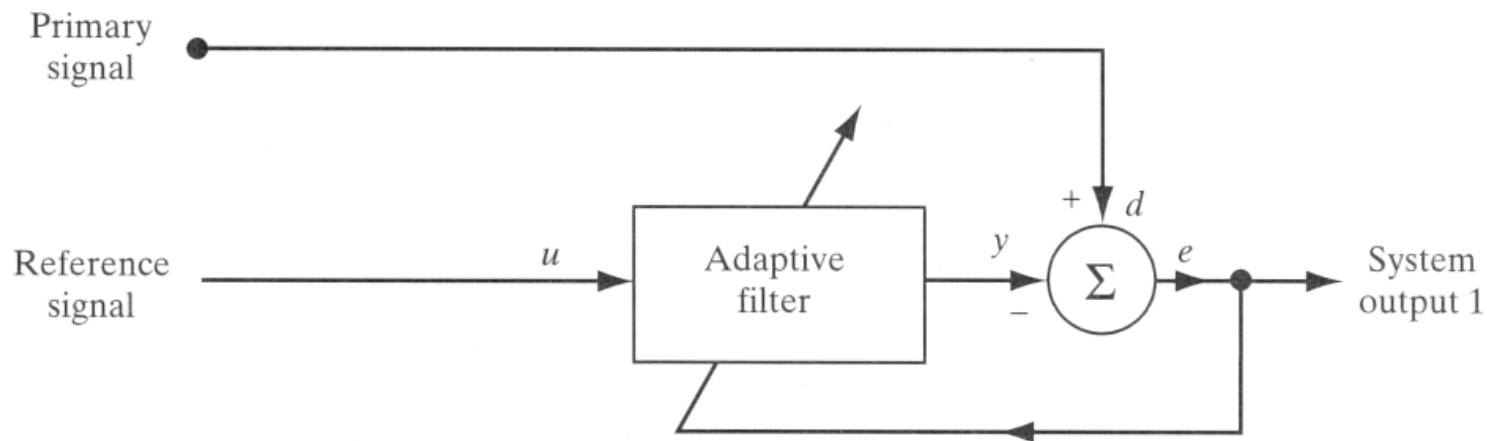 Primary
signal
+
d
Reference
signal
u
Adaptive
filter
y
−
Σ
e
System
output 1